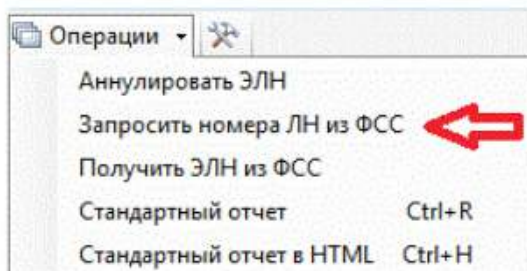 Операции
Аннулировать ЭЛН
Запросить номера ЛН из ФСС
Получить ЭЛН из ФСС
Стандартный отчет Ctrl+R
Стандартный отчет в HTML Ctrl+H